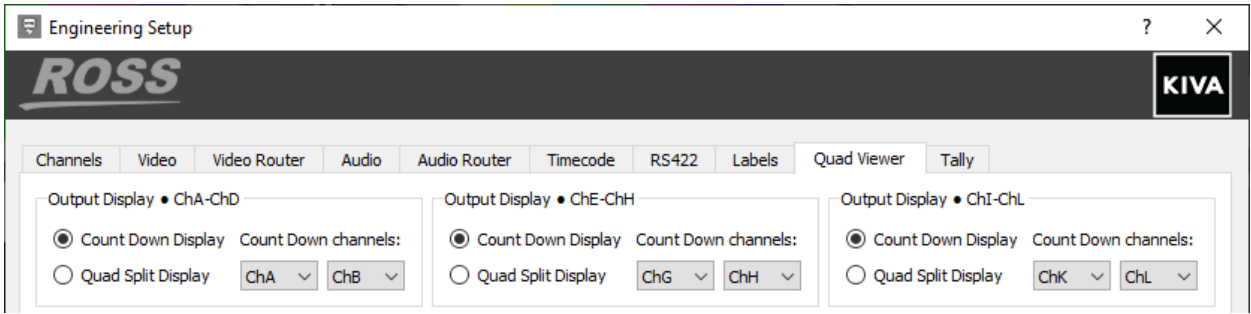 Engineering Setup ? ×
ROSS
KIVA
Channels Video Video Router Audio Audio Router Timecode RS422 Labels Quad Viewer Tally
Output Display ● ChA-ChD
Count Down Display Count Down channels:
Quad Split Display ChA ChB
Output Display ● ChE-ChH
Count Down Display Count Down channels:
Quad Split Display ChG ChH
Output Display ● ChI-ChL
Count Down Display Count Down channels:
Quad Split Display ChK ChL